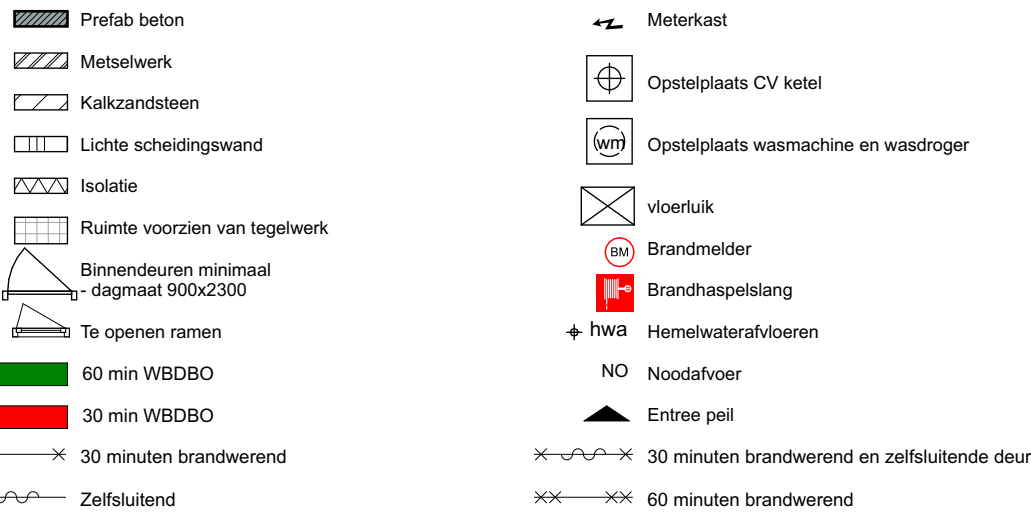 Prefab beton
Metselwerk
Kalkzandsteen
Lichte scheidingswand
Isolatie
Ruimte voorzien van tegelwerk
Binnendeuren minimaal
- dagmaat 900x2300
Te openen ramen
60 min WBDBO
30 min WBDBO
30 minuten brandwerend
Zelfsluitend
Meterkast
Opstelplaats CV ketel
wm Opstelplaats wasmachine en wasdroger
vloerluik
BM Brandmelder
Brandhaspelslang
hwa Hemelwaterafvloeren
NO Noodafvoer
Entree peil
30 minuten brandwerend en zelfsluitende deur
60 minuten brandwerend